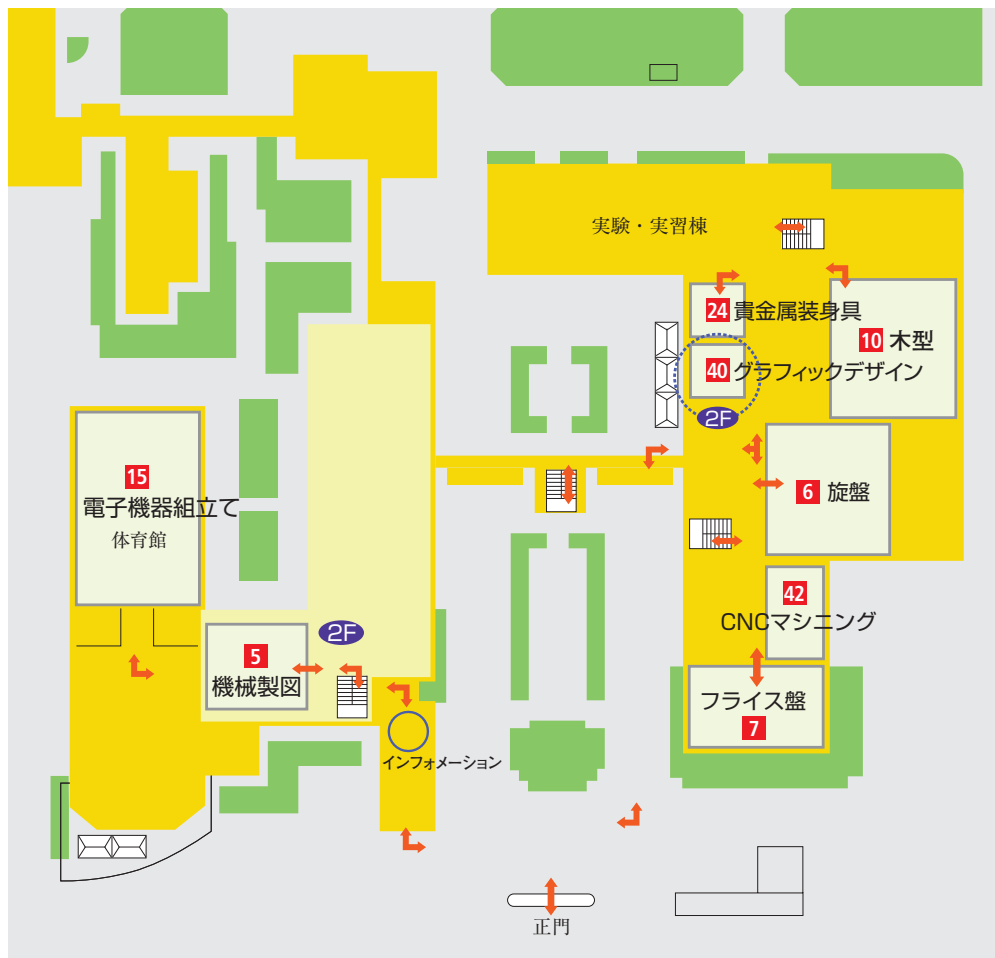 実験・実習棟
24 貴金属装身具
10 木型
40 グラフィックデザイン
2F
15
電子機器組立て
体育館
6 旋盤
42
CNCマシニング
2F
5
機械製図
フライス盤
7
インフォメーション
正門